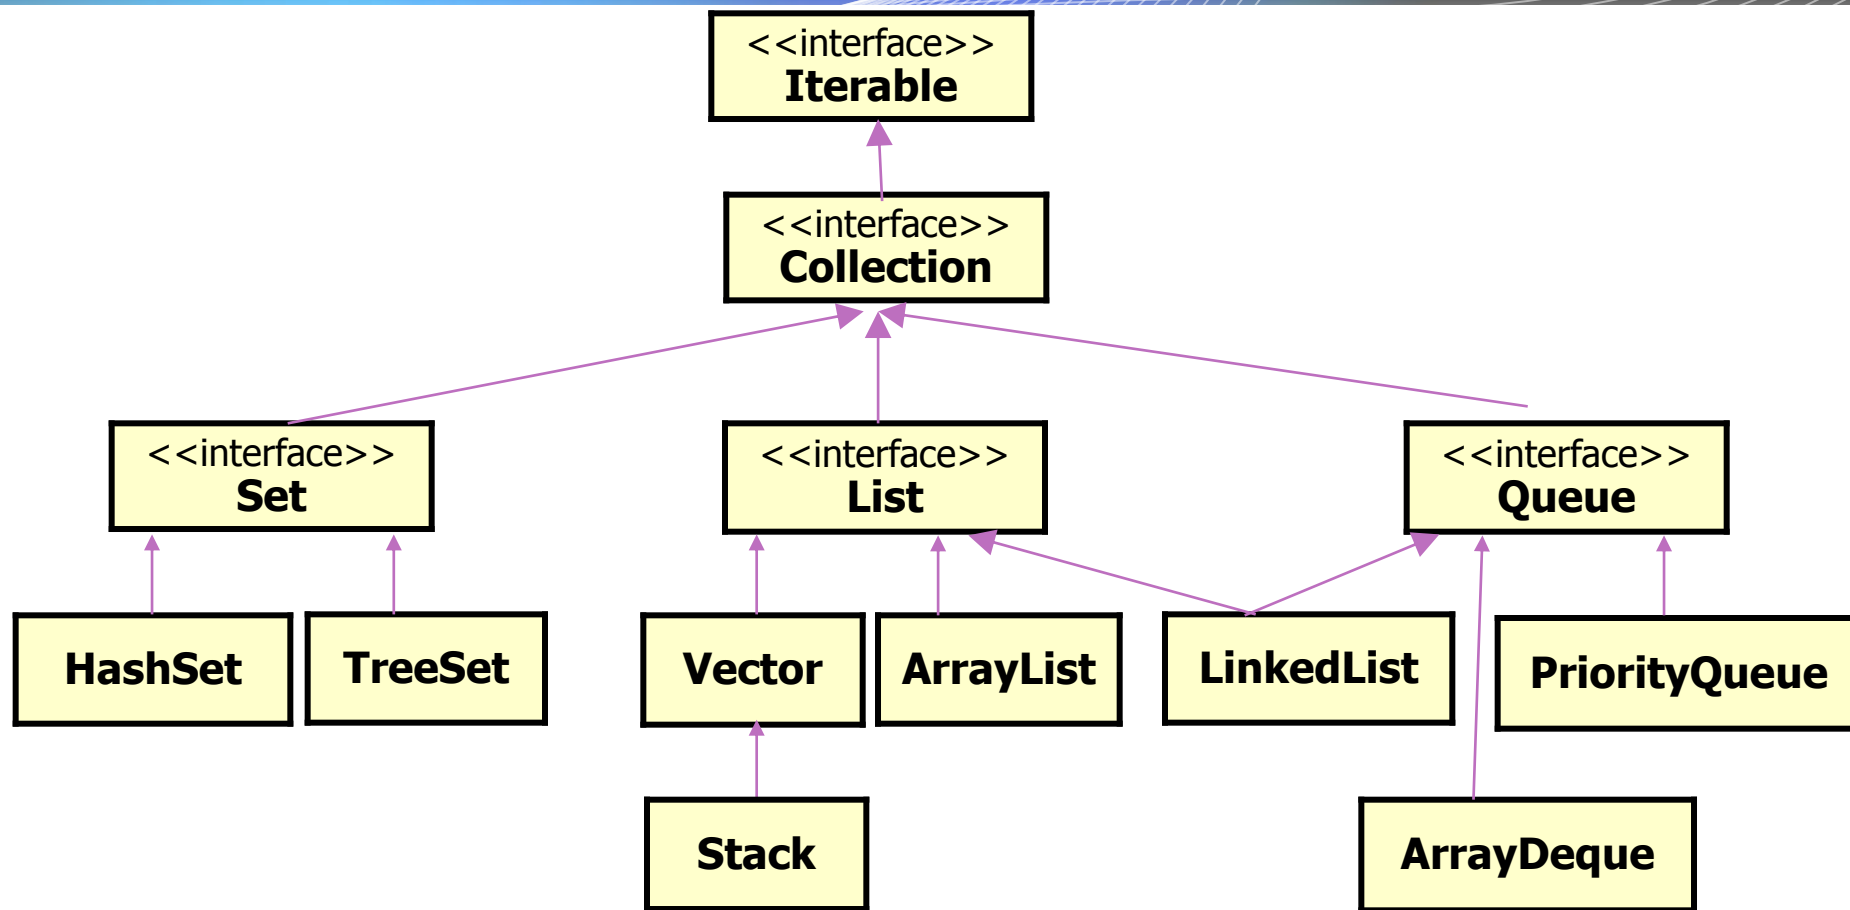 <<interface>>
Iterable
<<interface>>
Collection
<<interface>>
Set
<<interface>>
List
<<interface>>
Queue
HashSet
TreeSet
Vector
ArrayList
LinkedList
PriorityQueue
Stack
ArrayDeque